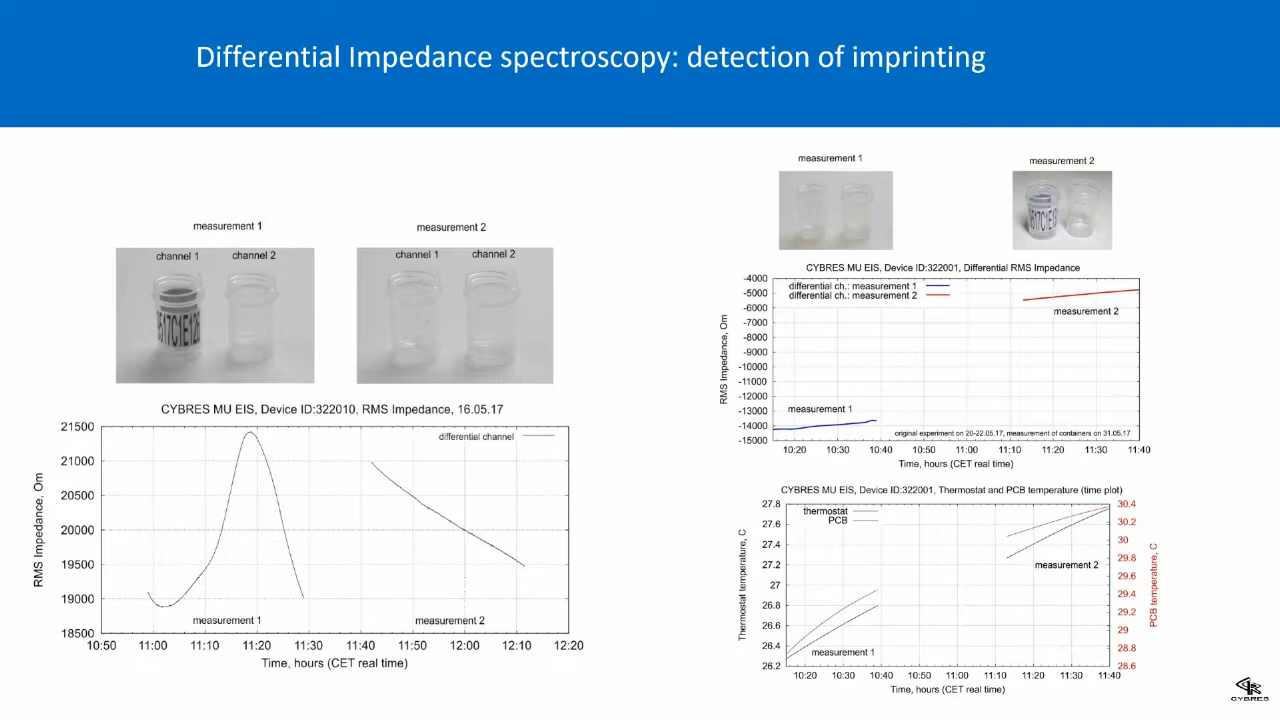 Differential Impedance spectroscopy: detection of imprinting
measurement 1
measurement 2
channel 1
channel 2
channel 1
channel 2
9517C1E126
CYBRES MU EIS, Device ID:322010, RMS Impedance, 16.05.17
differential channel
21500
21000
20500
20000
19500
19000
18500
RMS Impedance, Om
measurement 1
measurement 2
10:50 11:00 11:10 11:20 11:30 11:40 11:50 12:00 12:10 12:20
Time, hours (CET real time)
measurement 1
measurement 2
CYBRES MU EIS, Device ID:322001, Differential RMS Impedance
differential ch.: measurement 1
differential ch.: measurement 2
-4000
-5000
-6000
-7000
-8000
-9000
-10000
-11000
-12000
-13000
-14000
-15000
RMS Impedance, Om
measurement 2
measurement 1
original experiment on 20-22.05.17, measurement of containers on 31.05.17
10:20 10:30 10:40 10:50 11:00 11:10 11:20 11:30 11:40
Time, hours (CET real time)
CYBRES MU EIS, Device ID:322001, Thermostat and PCB temperature (time plot)
thermostat
PCB
27.8
27.6
27.4
27.2
27
26.8
26.6
26.4
26.2
Thermostat temperature, C
30.4
30.2
30
29.8
29.6
29.4
29.2
29
28.8
28.6
PCB temperature, C
measurement 2
measurement 1
10:20 10:30 10:40 10:50 11:00 11:10 11:20 11:30 11:40
Time, hours (CET real time)
CYBRES